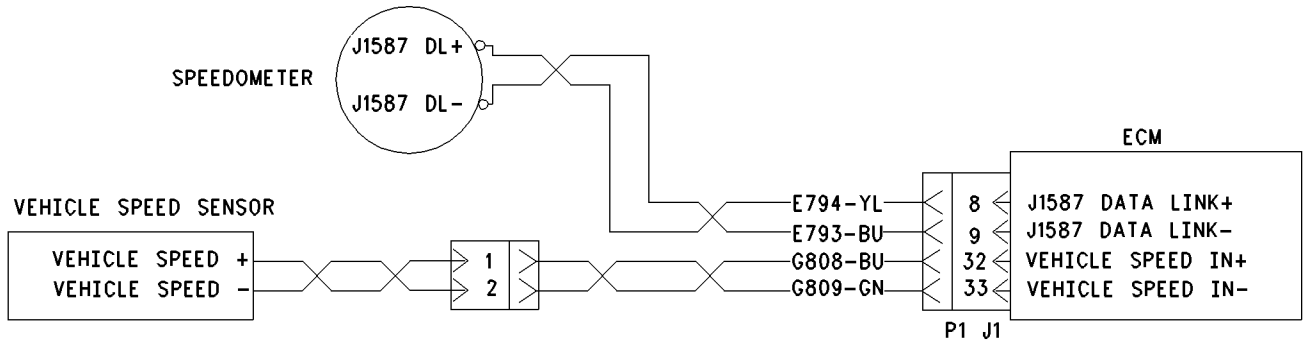 J1587 DL+
SPEEDOMETER
J1587 DL-
ECM
E794-YL 8 J1587 DATA LINK+
VEHICLE SPEED SENSOR
E793-BU 9 J1587 DATA LINK-
VEHICLE SPEED + 1 G808-BU 32 VEHICLE SPEED IN+
VEHICLE SPEED - 2 G809-GN 33 VEHICLE SPEED IN-
P1 J1